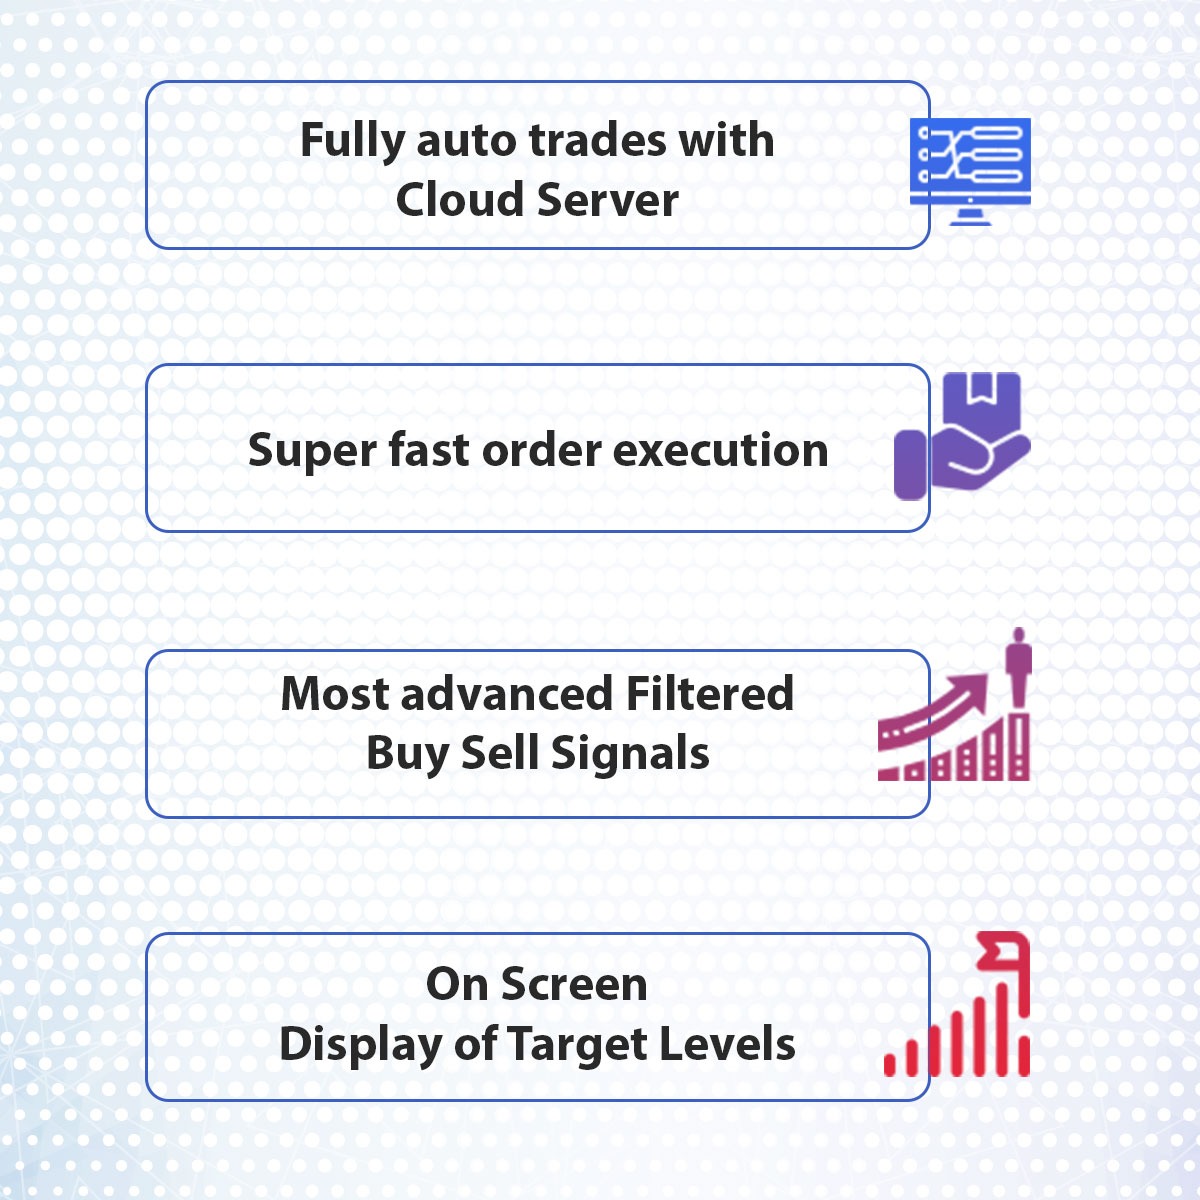 Fully auto trades with
Cloud Server
Super fast order execution
Most advanced Filtered
Buy Sell Signals
On Screen
Display of Target Levels